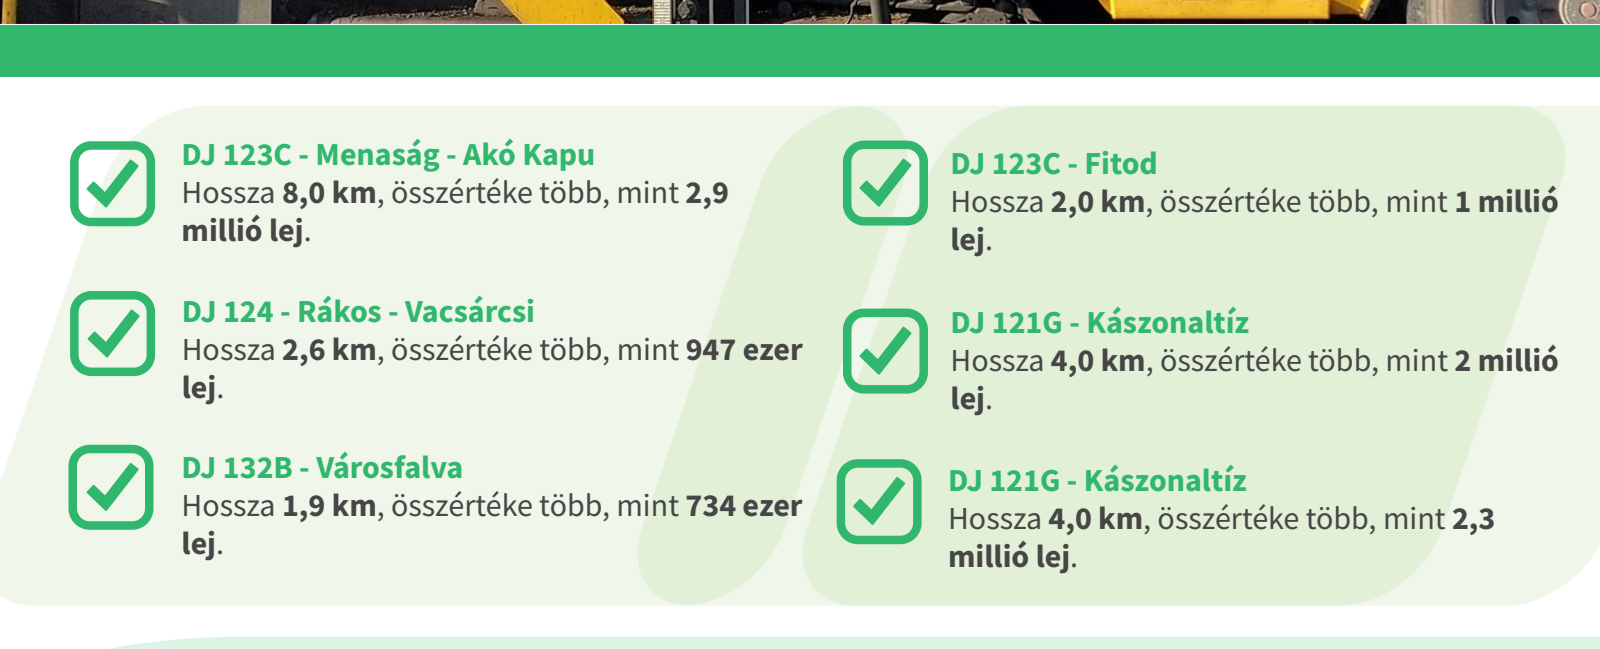 DJ 123C - Menaság - Akó Kapu
Hossza 8,0 km, összértéke több, mint 2,9
millió lej.
DJ 124 - Rákos - Vacsárcsi
Hossza 2,6 km, összértéke több, mint 947 ezer
lej.
DJ 132B - Városfalva
Hossza 1,9 km, összértéke több, mint 734 ezer
lej.
DJ 123C - Fitod
Hossza 2,0 km, összértéke több, mint 1 millió
lej.
DJ 121G - Kászonaltíz
Hossza 4,0 km, összértéke több, mint 2 millió
lej.
DJ 121G - Kászonaltíz
Hossza 4,0 km, összértéke több, mint 2,3
millió lej.